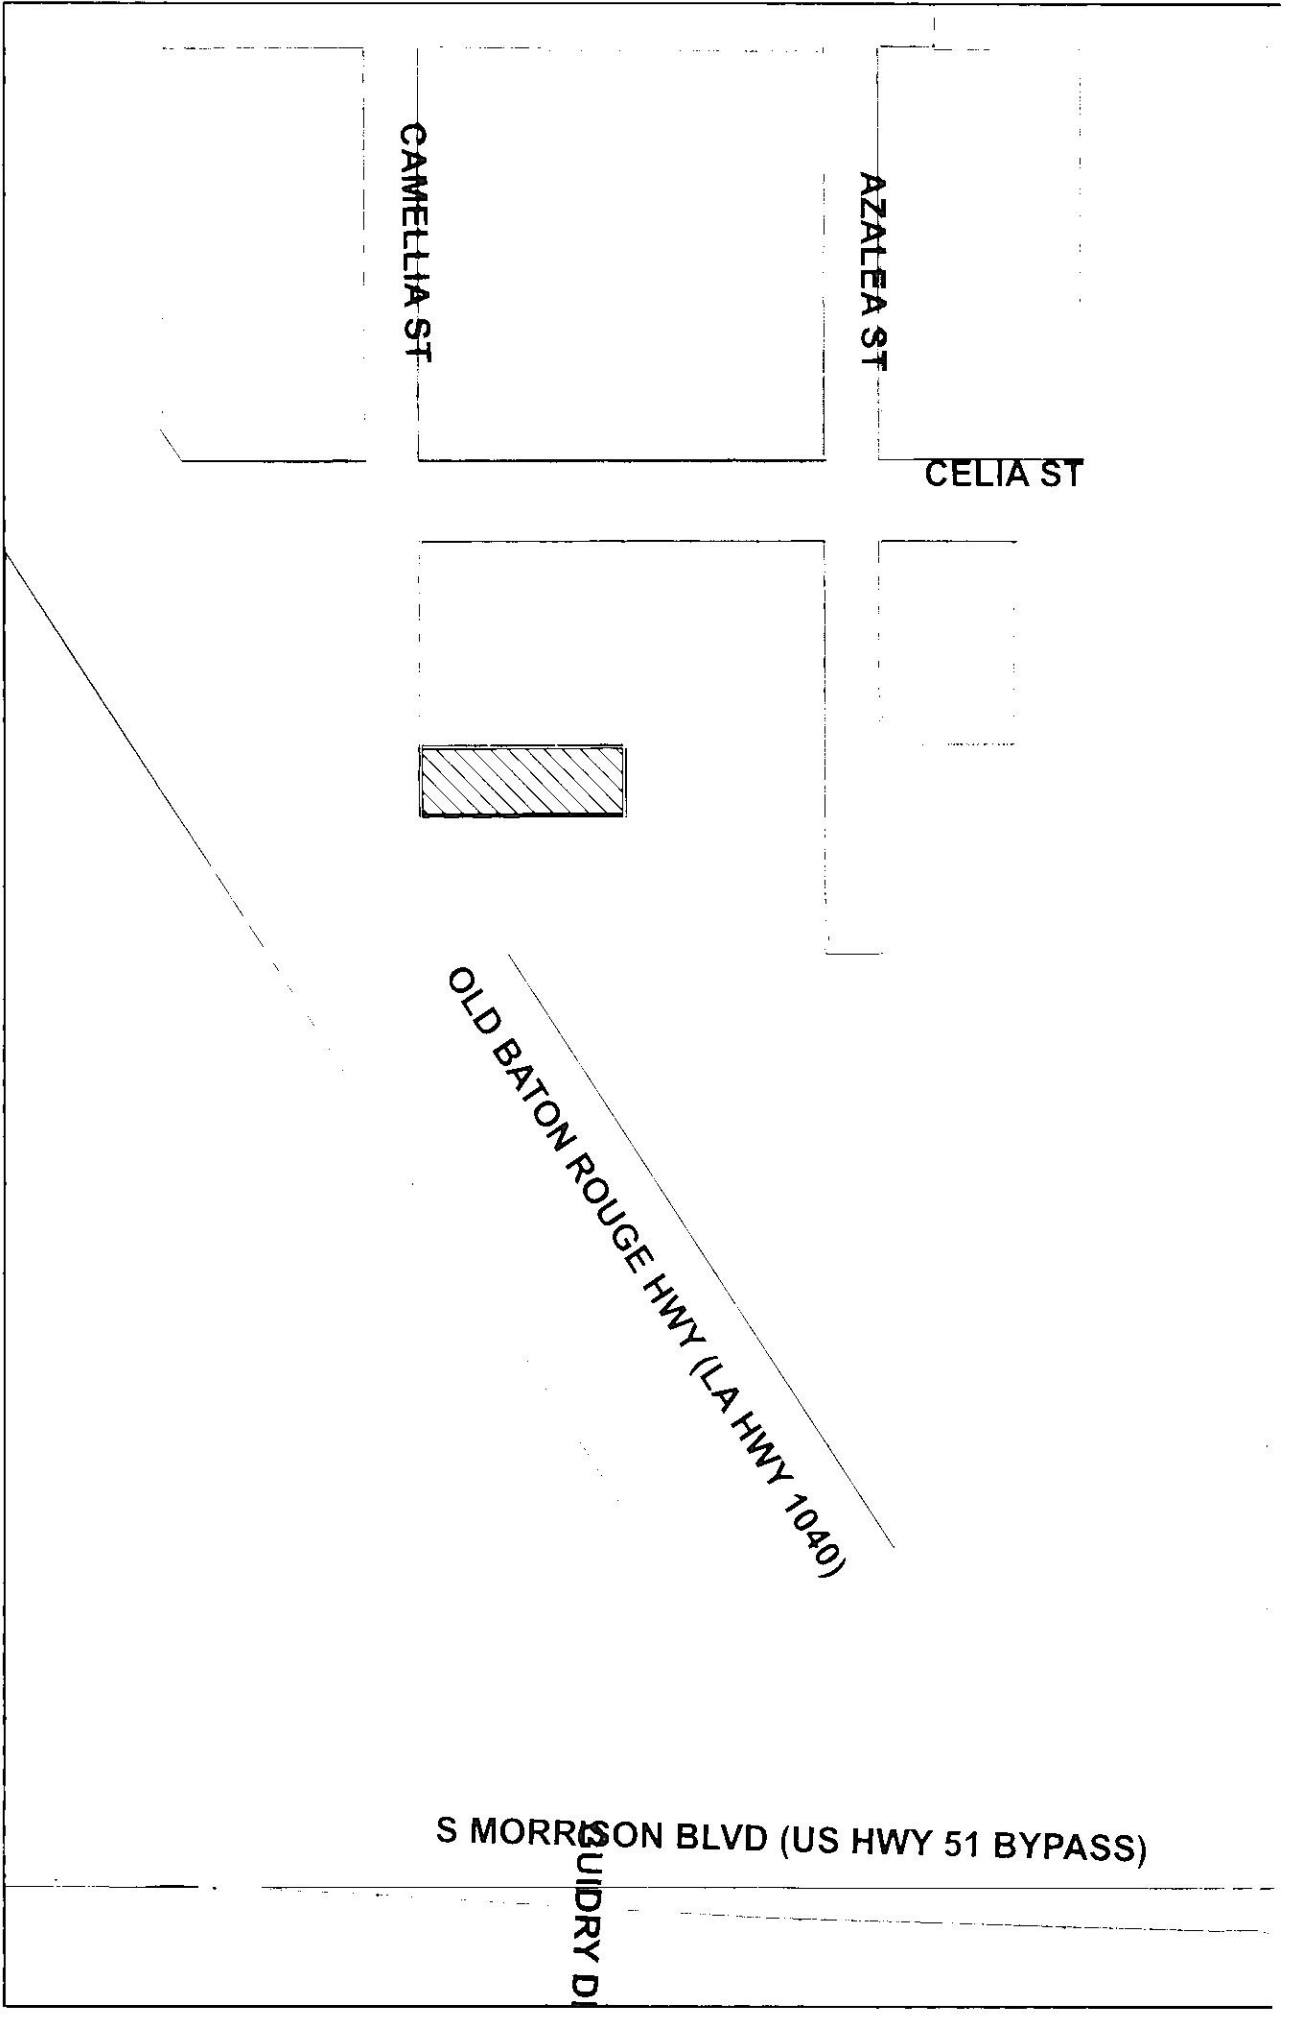 CAMELLIA ST
AZALEA ST
CELIA ST
OLD BATON ROUGE HWY (LA HWY 1040)
S MORRISON BLVD (US HWY 51 BYPASS)
GUIDRY D